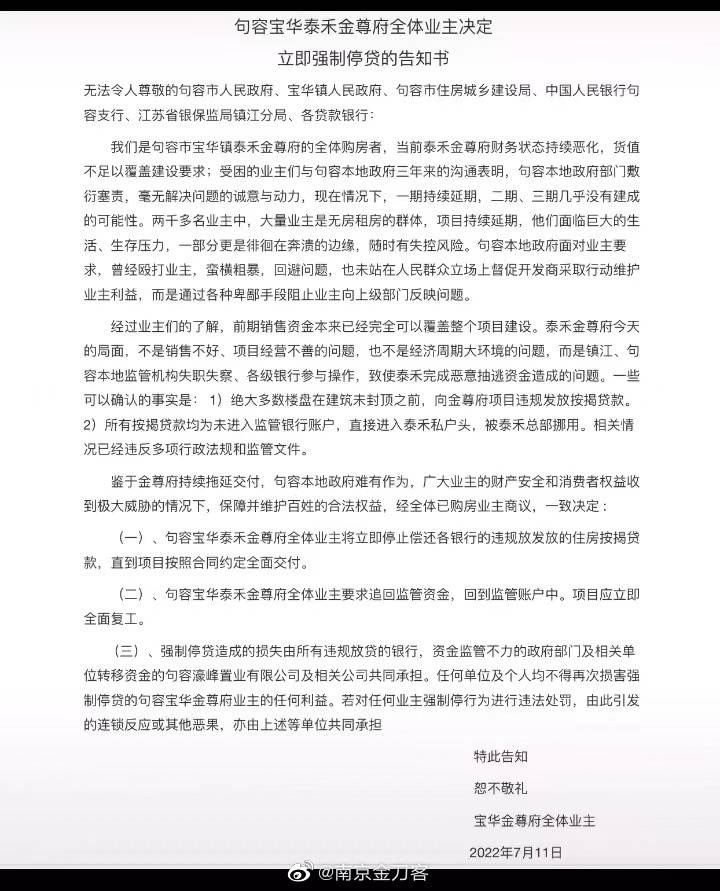 句容宝华泰禾金尊府全体业主决定
立即强制停贷的告知书
无法令人尊敬的句容市人民政府、宝华镇人民政府、句容市住房城乡建设局、中国人民银行句
容支行、江苏省银保监局镇江分局、各贷款银行：
我们是句容市宝华镇泰禾金尊府的全体购房者，当前泰禾金尊府财务状态持续恶化，货值
不足以覆盖建设要求；受困的业主们与句容本地政府三年来的沟通表明，句容本地政府部门敷
衍塞责，毫无解决问题的诚意与动力，现在情况下，一期持续延期，二期、三期几乎没有建成
的可能性。两千多名业主中，大量业主是无房租房的群体，项目持续延期，他们面临巨大的生
活、生存压力，一部分更是徘徊在奔溃的边缘，随时有失控风险。句容本地政府面对业主要
求，曾经殴打业主，蛮横粗暴，回避问题，也未站在人民群众立场上督促开发商采取行动维护
业主利益，而是通过各种卑鄙手段阻止业主向上级部门反映问题。
经过业主们的了解，前期销售资金本来已经完全可以覆盖整个项目建设。泰禾金尊府今天
的局面，不是销售不好、项目经营不善的问题，也不是经济周期大环境的问题，而是镇江、句
容本地监管机构失职失察、各级银行参与操作，致使泰禾完成恶意抽逃资金造成的问题。一些
可以确认的事实是： 1）绝大多数楼盘在建筑未封顶之前，向金尊府项目违规发放按揭贷款。
2）所有按揭贷款均为未进入监管银行账户，直接进入泰禾私户头，被泰禾总部挪用。相关情
况已经违反多项行政法规和监管文件。
鉴于金尊府持续拖延交付，句容本地政府难有作为，广大业主的财产安全和消费者权益收
到极大威胁的情况下，保障并维护百姓的合法权益，经全体已购房业主商议，一致决定：
（一）、句容宝华泰禾金尊府全体业主将立即停止偿还各银行的违规放发放的住房按揭贷
款，直到项目按照合同约定全面交付。
（二）、句容宝华泰禾金尊府全体业主要求追回监管资金，回到监管账户中。项目应立即
全面复工。
（三）、强制停贷造成的损失由所有违规放贷的银行，资金监管不力的政府部门及相关单
位转移资金的句容濠峰置业有限公司及相关公司共同承担。任何单位及个人均不得再次损害强
制停贷的句容宝华金尊府业主的任何利益。若对任何业主强制停行为进行违法处罚，由此引发
的连锁反应或其他恶果，亦由上述等单位共同承担
特此告知
恕不敬礼
宝华金尊府全体业主
2022年7月11日
@南京金刀客